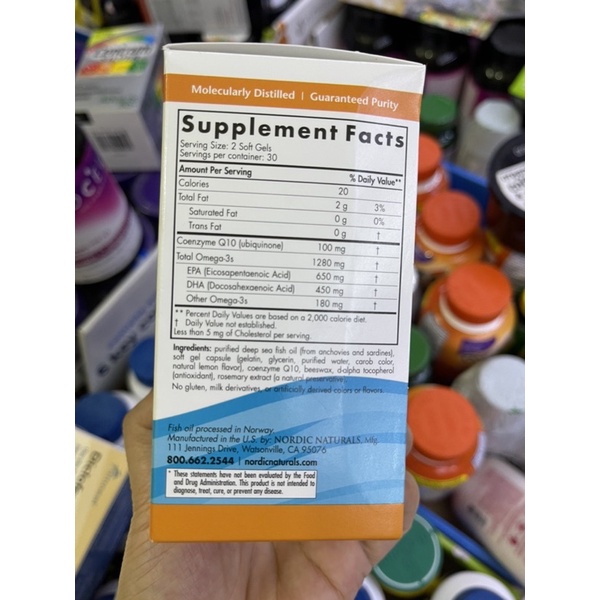 Molecularly Distilled | Guaranteed Purity
Supplement Facts
Serving Size: 2 Soft Gels
Servings per container: 30
Amount Per Serving % Daily Value**
Calories 20
Total Fat 2 g 3%
Saturated Fat 0 g 0%
Trans Fat 0 g †
Coenzyme Q10 (ubiquinone) 100 mg †
Total Omega-3s 1280 mg †
EPA (Eicosapentaenoic Acid) 650 mg †
DHA (Docosahexaenoic Acid) 450 mg †
Other Omega-3s 180 mg †
** Percent Daily Values are based on a 2,000 calorie diet.
† Daily Value not established.
Less than 5 mg of Cholesterol per serving.
Ingredients: purified deep sea fish oil (from anchovies and sardines),
soft gel capsule (gelatin, glycerin, purified water, carob color,
natural lemon flavor), coenzyme Q10, beeswax, d-alpha tocopherol
(antioxidant), rosemary extract (a natural preservative).
No gluten, milk derivatives, or artificially derived colors or flavors.
Fish oil processed in Norway.
Manufactured in the U.S. by: NORDIC NATURALS, Mfg.
111 Jennings Drive, Watsonville, CA 95076
800.662.2544 | nordicnaturals.com
* These statements have not been evaluated by the Food
and Drug Administration. This product is not intended to
diagnose, treat, cure, or prevent any disease.